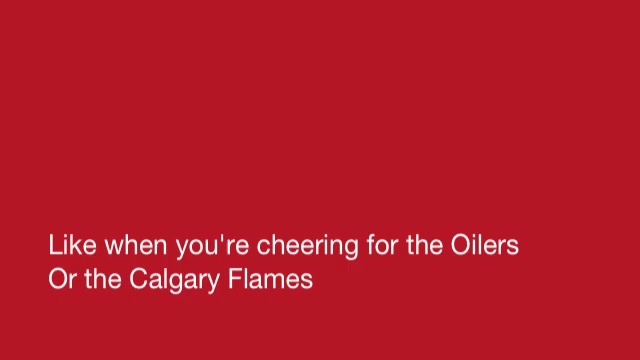 Like when you're cheering for the Oilers
Or the Calgary Flames